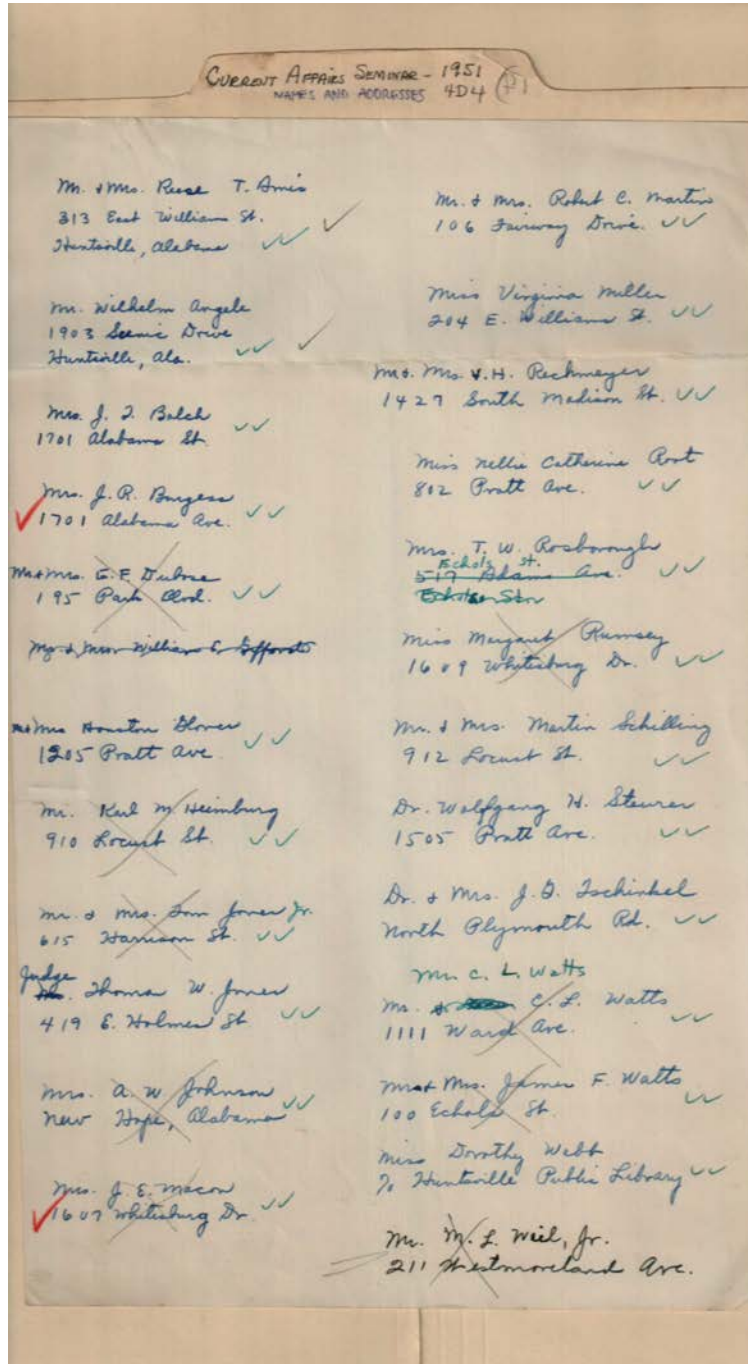 CURRENT AFFAIRS SEMINAR - 1951
NAMES AND ADDRESSES 4D4
Mr. & Mrs. Reese T. Amis
313 East Williams St.
Huntsville, Alabama
Mr. Wilhelm Angele
1903 Scenic Drive
Huntsville, Ala.
Mrs. J. Balch
1701 Alabama St.
Mrs. J. R. Burgess
1701 Alabama Ave.
Mr & Mrs. G. F. Dubose
195 Park Blvd.
Mr. & Mrs. William
Mr & Mrs Houston Glover
1205 Pratt Ave.
Mr. Karl M. Heimburg
910 Locust St.
Mr. & Mrs. Tom Jones Jr.
615 Harrison St.
Judge
Thomas W. Jones
419 E. Holmes St
Mrs. A. W. Johnson
New Hope, Alabama
Mrs. J. E. Macon
1607 Whitesburg Dr.
Mr. & Mrs. Robert C. Martin
106 Fairway Drive.
Miss Virginia Miller
204 E. Williams St.
Mr & Mrs. V. H. Reckmeyer
1427 South Madison St.
Miss Nellie Catherine Root
802 Pratt Ave.
Mrs. T. W. Rosborough
Echols St.
517 Adams Ave.
Miss Margaret Rumsey
1609 Whitesburg Dr.
Mr. & Mrs. Martin Schilling
912 Locust St.
Dr. Wolfgang H. Steurer
1505 Pratt Ave.
Dr. & Mrs. J. G. Tschinkel
North Plymouth Rd.
Mr. C. L. Watts
Mr. C. L. Watts
1111 Ward Ave.
Mr & Mrs. James F. Watts
100 Echols St.
Miss Dorothy Webb
% Huntsville Public Library
Mr. M. L. Weil, Jr.
211 Westmoreland Ave.